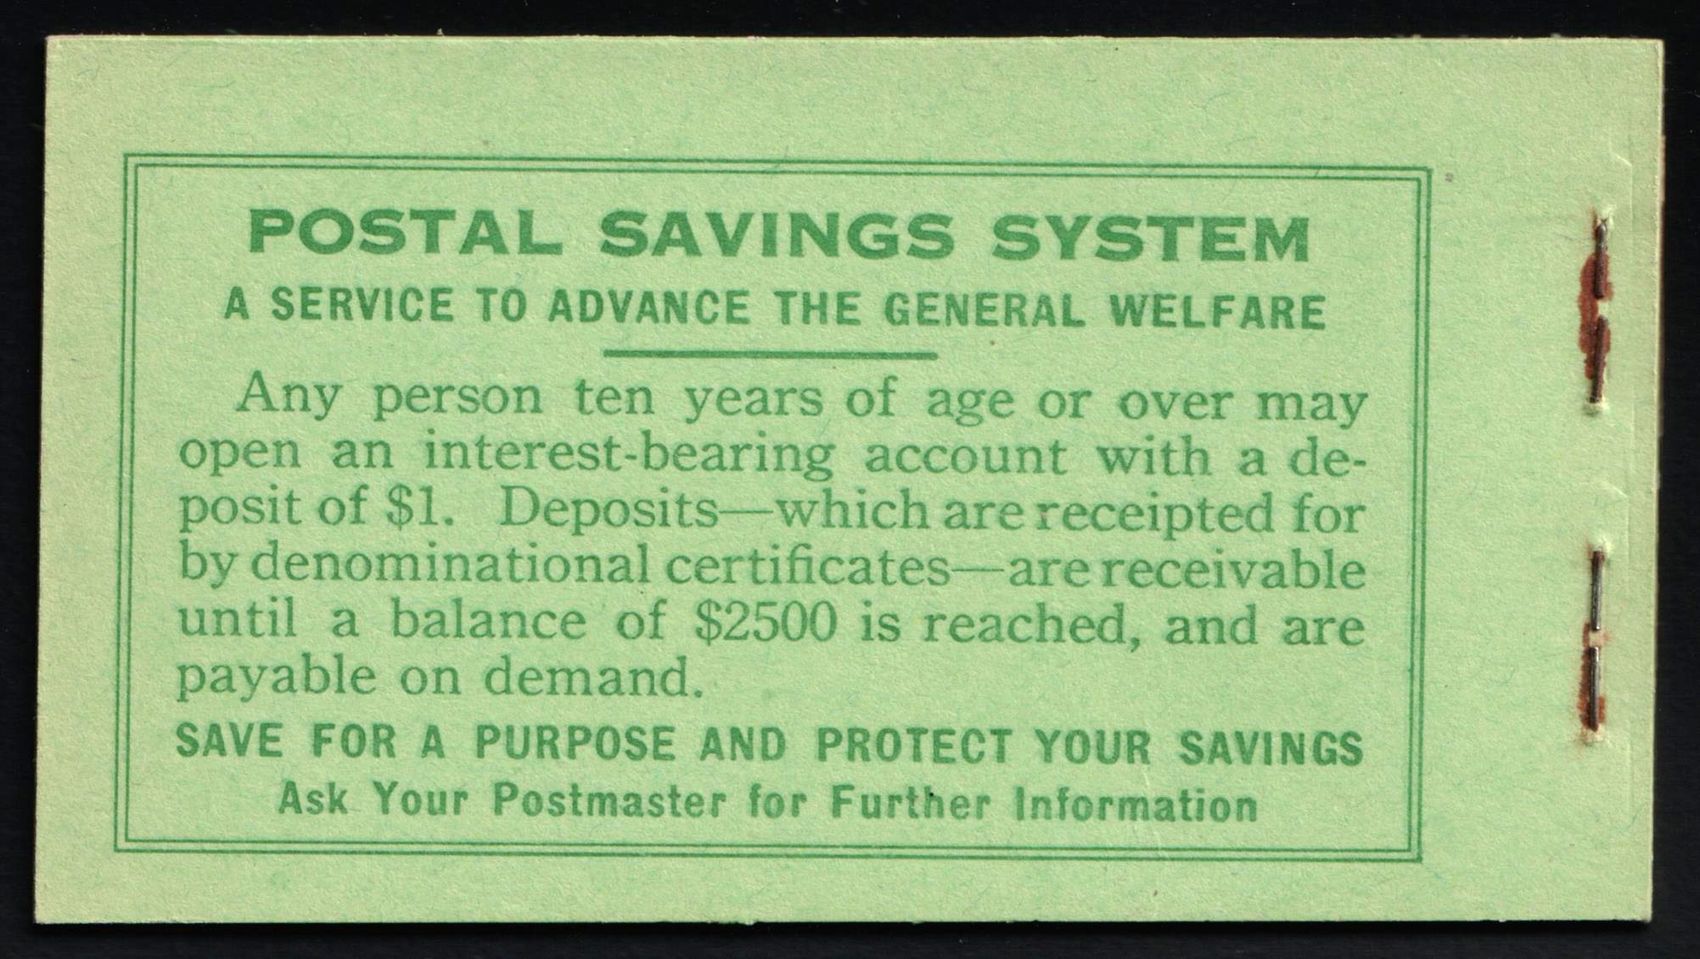 POSTAL SAVINGS SYSTEM
A SERVICE TO ADVANCE THE GENERAL WELFARE
Any person ten years of age or over may
open an interest-bearing account with a de-
posit of $1. Deposits—which are receipted for
by denominational certificates—are receivable
until a balance of $2500 is reached, and are
payable on demand.
SAVE FOR A PURPOSE AND PROTECT YOUR SAVINGS
Ask Your Postmaster for Further Information